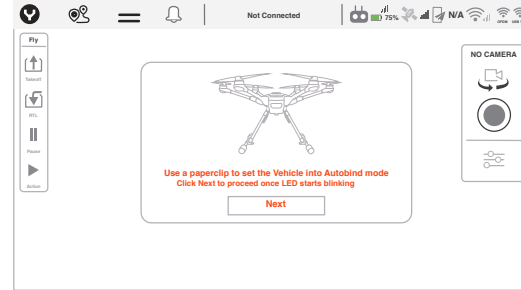 Not Connected
75%
N/A
Fly
Takeoff
RTL
Pause
Action
NO CAMERA
Use a paperclip to set the Vehicle into Autobind mode
Click Next to proceed once LED starts blinking
Next